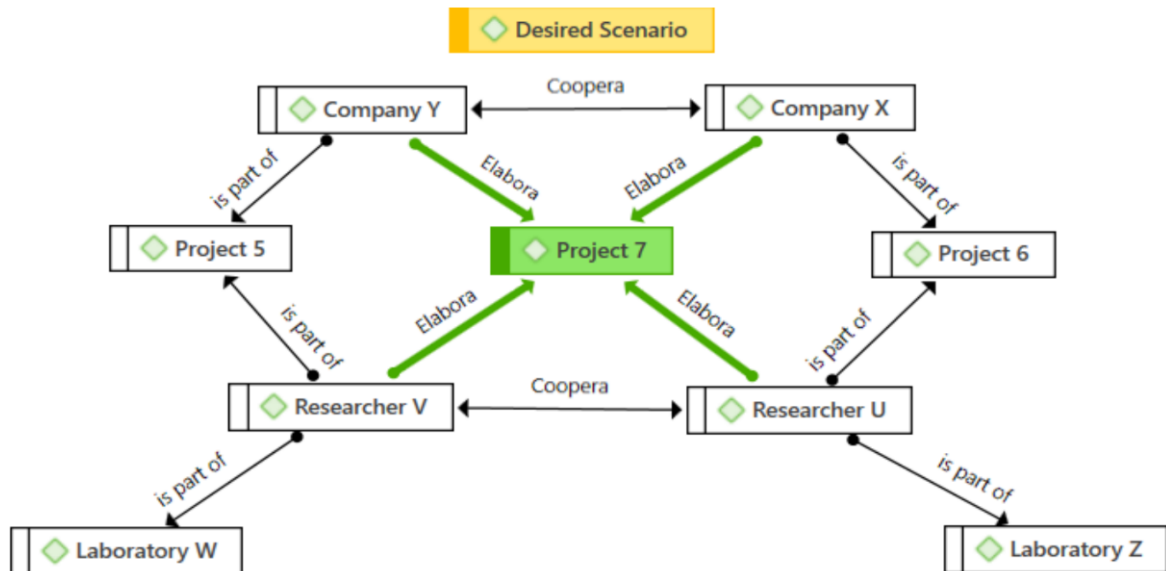 Desired Scenario
Coopera
Company Y
Company X
is part of
Elabora
Elabora
is part of
Project 5
Project 7
Project 6
is part of
Elabora
Elabora
is part of
Coopera
Researcher V
Researcher U
is part of
is part of
Laboratory W
Laboratory Z